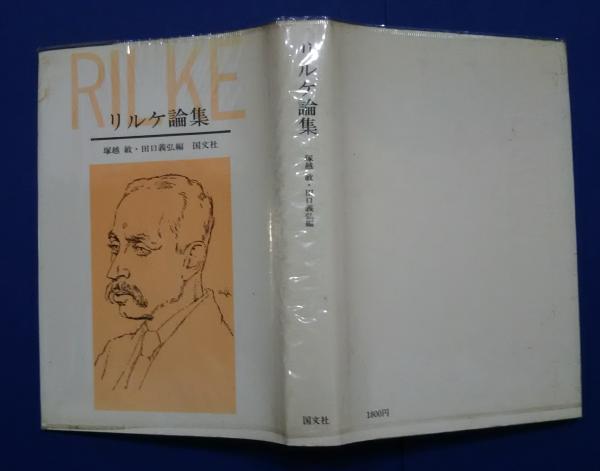 RILKE
リルケ論集
塚越 敏・田口義弘編 国文社
リルケ論集
塚越 敏・田口義弘編
国文社
1800円